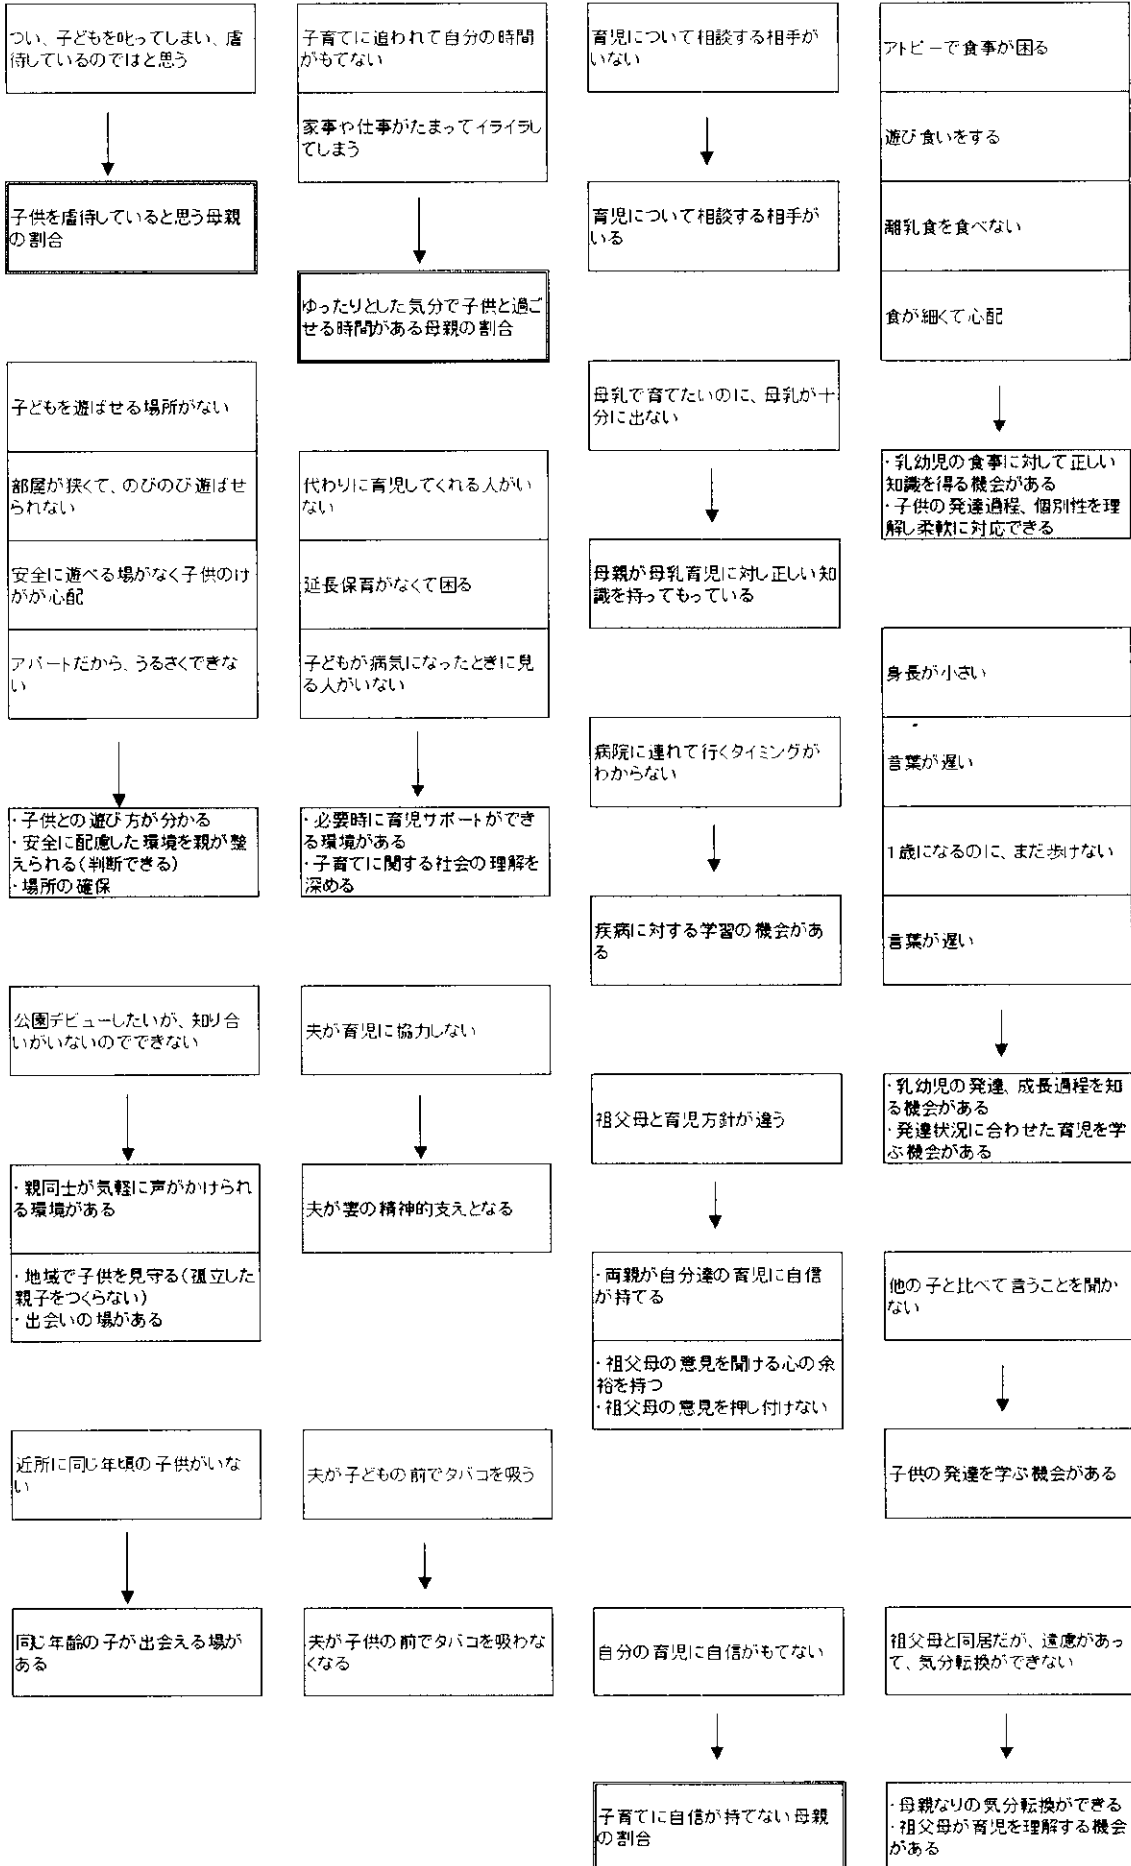 つい、子どもを叱ってしまい、虐
待しているのではと思う
子供を虐待していると思う母親
の割合
子どもを遊ばせる場所がない
部屋が狭くて、のびのび遊ばせ
られない
安全に遊べる場がなく子供のけ
がが心配
アパートだから、うるさくできな
い
・子供との遊び方が分かる
・安全に配慮した環境を親が整
えられる(判断できる)
・場所の確保
公園デビューしたいが、知り合
いがいないのでできない
・親同士が気軽に声がかけられ
る環境がある
・地域で子供を見守る(孤立した
親子をつくらない)
・出会いの場がある
近所に同じ年頃の子供がいな
い
同じ年齢の子が出会える場が
ある
子育てに追われて自分の時間
がもてない
家事や仕事がたまってイライラし
てしまう
ゆったりとした気分で子供と過ご
せる時間がある母親の割合
代わりに育児してくれる人がい
ない
延長保育がなくて困る
子どもが病気になったときに見
る人がいない
・必要時に育児サポートができ
る環境がある
・子育てに関する社会の理解を
深める
夫が育児に協力しない
夫が妻の精神的支えとなる
夫が子どもの前でタバコを吸う
夫が子供の前でタバコを吸わな
くなる
育児について相談する相手が
いない
育児について相談する相手が
いる
母乳で育てたいのに、母乳が十
分に出ない
母親が母乳育児に対し正しい知
識を持ってもっている
病院に連れて行くタイミングが
わからない
疾病に対する学習の機会があ
る
祖父母と育児方針が違う
・両親が自分達の育児に自信
が持てる
・祖父母の意見を聞ける心の余
裕を持つ
・祖父母の意見を押し付けない
自分の育児に自信がもてない
子育てに自信が持てない母親
の割合
アトピーで食事が困る
遊び食いをする
離乳食を食べない
食が細くて心配
・乳幼児の食事に対して正しい
知識を得る機会がある
・子供の発達過程、個別性を理
解し柔軟に対応できる
身長が小さい
言葉が遅い
1歳になるのに、まだ歩けない
言葉が遅い
・乳幼児の発達、成長過程を知
る機会がある
・発達状況に合わせた育児を学
ぶ機会がある
他の子と比べて言うことを聞か
ない
子供の発達を学ぶ機会がある
祖父母と同居だが、遠慮があっ
て、気分転換ができない
・母親なりの気分転換ができる
・祖父母が育児を理解する機会
がある